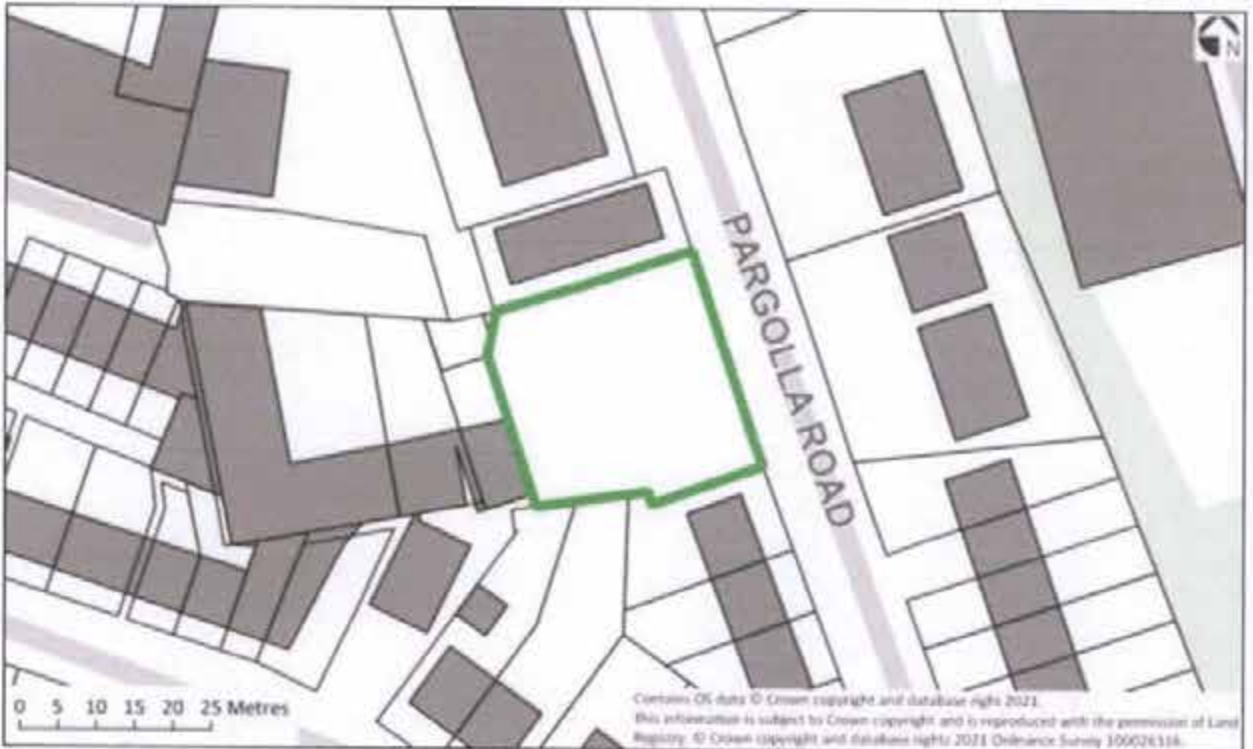 N
PARGOLLA ROAD
0 5 10 15 20 25 Metres
Contains OS data © Crown copyright and database right 2021.
This information is subject to Crown copyright and is reproduced with the permission of Land
Registry. © Crown copyright and database rights 2021 Ordnance Survey 100026316.